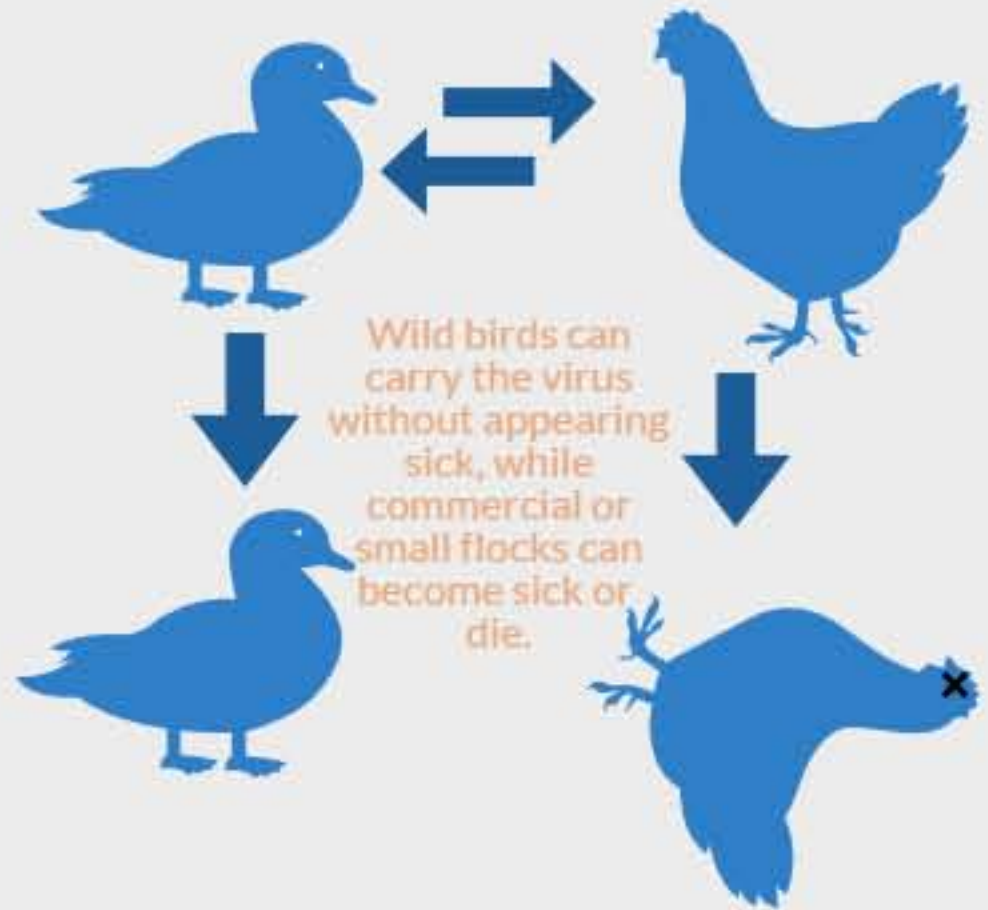 Wild birds can
carry the virus
without appearing
sick, while
commercial or
small flocks can
become sick or
die.